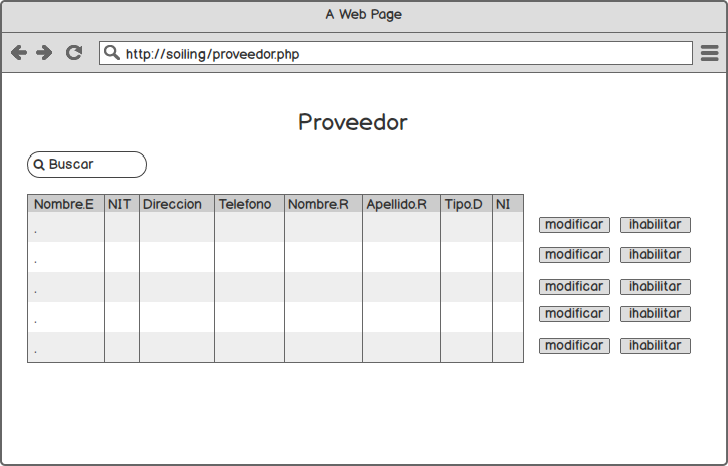 A Web Page
http://soiling/proveedor.php
Proveedor
Buscar
Nombre.E NIT Direccion Telefono Nombre.R Apellido.R Tipo.D NI
. modificar ihabilitar
. modificar ihabilitar
. modificar ihabilitar
. modificar ihabilitar
. modificar ihabilitar